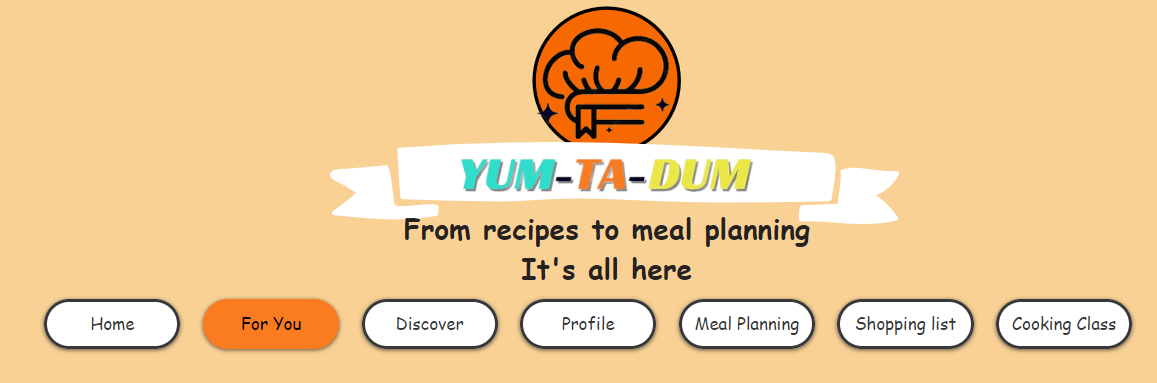 YUM-TA-DUM
From recipes to meal planning
It's all here
Home For You Discover Profile Meal Planning Shopping list Cooking Class